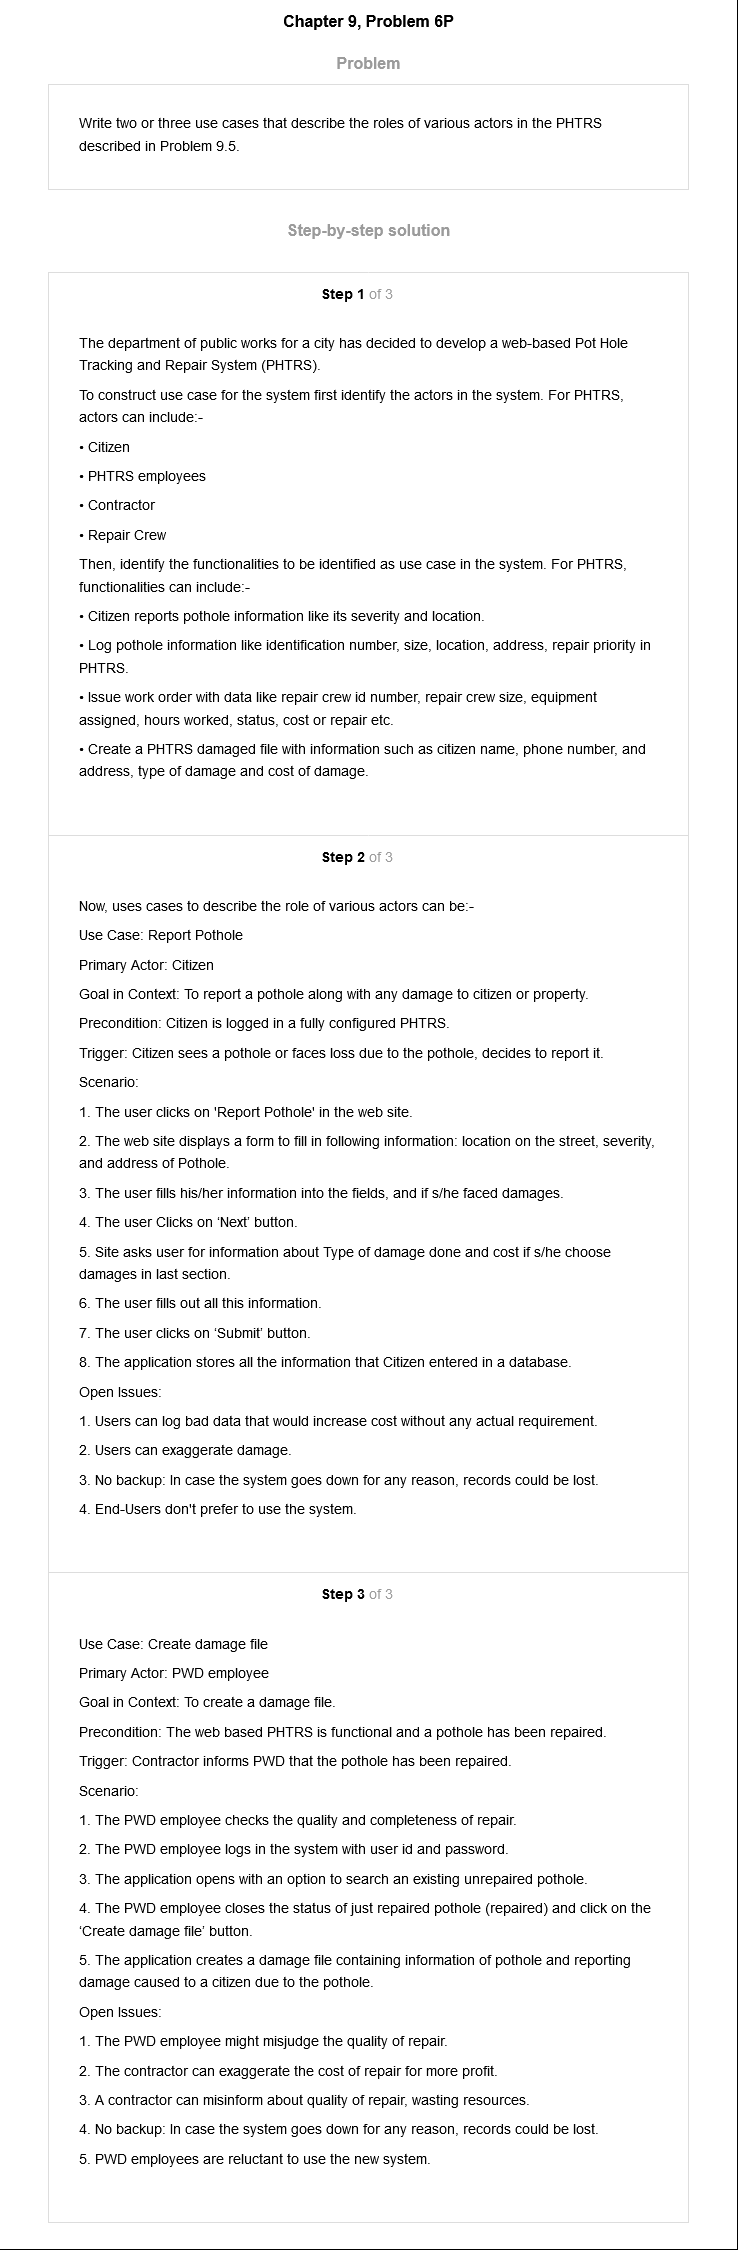 Chapter 9, Problem 6P
Problem
Write two or three use cases that describe the roles of various actors in the PHTRS
described in Problem 9.5.
Step-by-step solution
Step 1 of 3
The department of public works for a city has decided to develop a web-based Pot Hole
Tracking and Repair System (PHTRS).
To construct use case for the system first identify the actors in the system. For PHTRS,
actors can include:-
• Citizen
• PHTRS employees
• Contractor
• Repair Crew
Then, identify the functionalities to be identified as use case in the system. For PHTRS,
functionalities can include:-
• Citizen reports pothole information like its severity and location.
• Log pothole information like identification number, size, location, address, repair priority in
PHTRS.
• Issue work order with data like repair crew id number, repair crew size, equipment
assigned, hours worked, status, cost or repair etc.
• Create a PHTRS damaged file with information such as citizen name, phone number, and
address, type of damage and cost of damage.
Step 2 of 3
Now, uses cases to describe the role of various actors can be:-
Use Case: Report Pothole
Primary Actor: Citizen
Goal in Context: To report a pothole along with any damage to citizen or property.
Precondition: Citizen is logged in a fully configured PHTRS.
Trigger: Citizen sees a pothole or faces loss due to the pothole, decides to report it.
Scenario:
1. The user clicks on 'Report Pothole' in the web site.
2. The web site displays a form to fill in following information: location on the street, severity,
and address of Pothole.
3. The user fills his/her information into the fields, and if s/he faced damages.
4. The user Clicks on ‘Next’ button.
5. Site asks user for information about Type of damage done and cost if s/he choose
damages in last section.
6. The user fills out all this information.
7. The user clicks on ‘Submit’ button.
8. The application stores all the information that Citizen entered in a database.
Open Issues:
1. Users can log bad data that would increase cost without any actual requirement.
2. Users can exaggerate damage.
3. No backup: In case the system goes down for any reason, records could be lost.
4. End-Users don't prefer to use the system.
Step 3 of 3
Use Case: Create damage file
Primary Actor: PWD employee
Goal in Context: To create a damage file.
Precondition: The web based PHTRS is functional and a pothole has been repaired.
Trigger: Contractor informs PWD that the pothole has been repaired.
Scenario:
1. The PWD employee checks the quality and completeness of repair.
2. The PWD employee logs in the system with user id and password.
3. The application opens with an option to search an existing unrepaired pothole.
4. The PWD employee closes the status of just repaired pothole (repaired) and click on the
‘Create damage file’ button.
5. The application creates a damage file containing information of pothole and reporting
damage caused to a citizen due to the pothole.
Open Issues:
1. The PWD employee might misjudge the quality of repair.
2. The contractor can exaggerate the cost of repair for more profit.
3. A contractor can misinform about quality of repair, wasting resources.
4. No backup: In case the system goes down for any reason, records could be lost.
5. PWD employees are reluctant to use the new system.